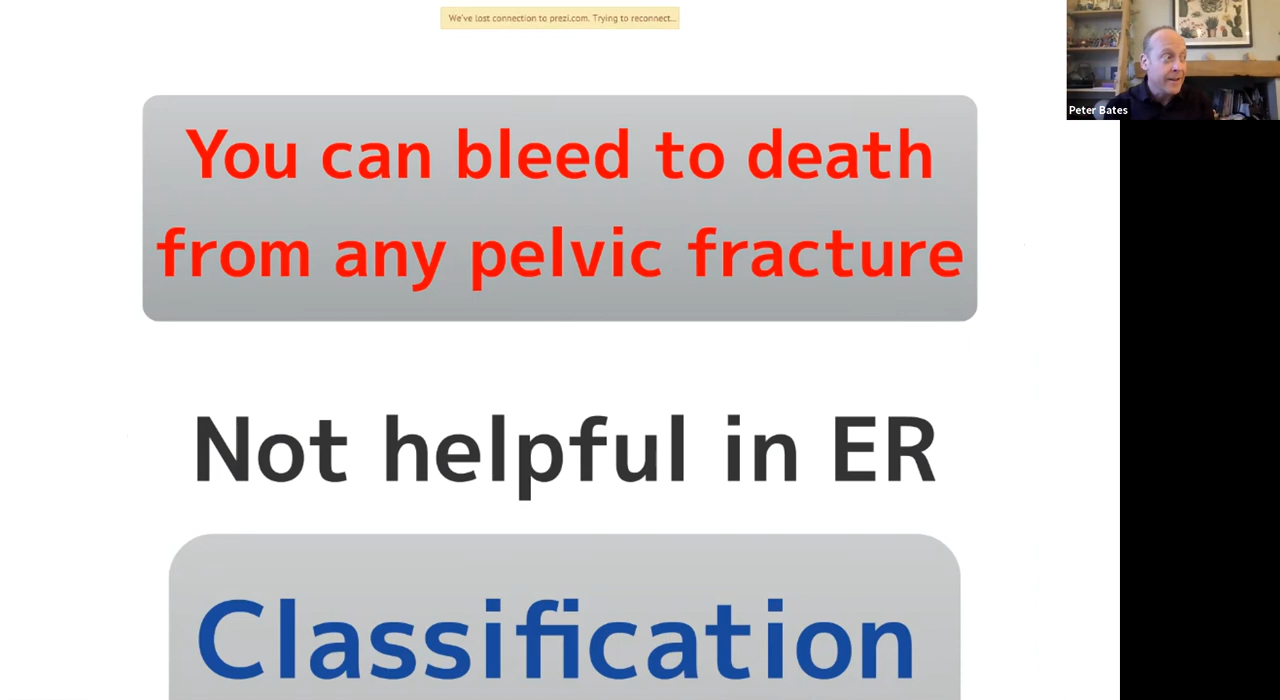 We've lost connection to prezi.com. Trying to reconnect...
Peter Bates
You can bleed to death
from any pelvic fracture
Not helpful in ER
Classification